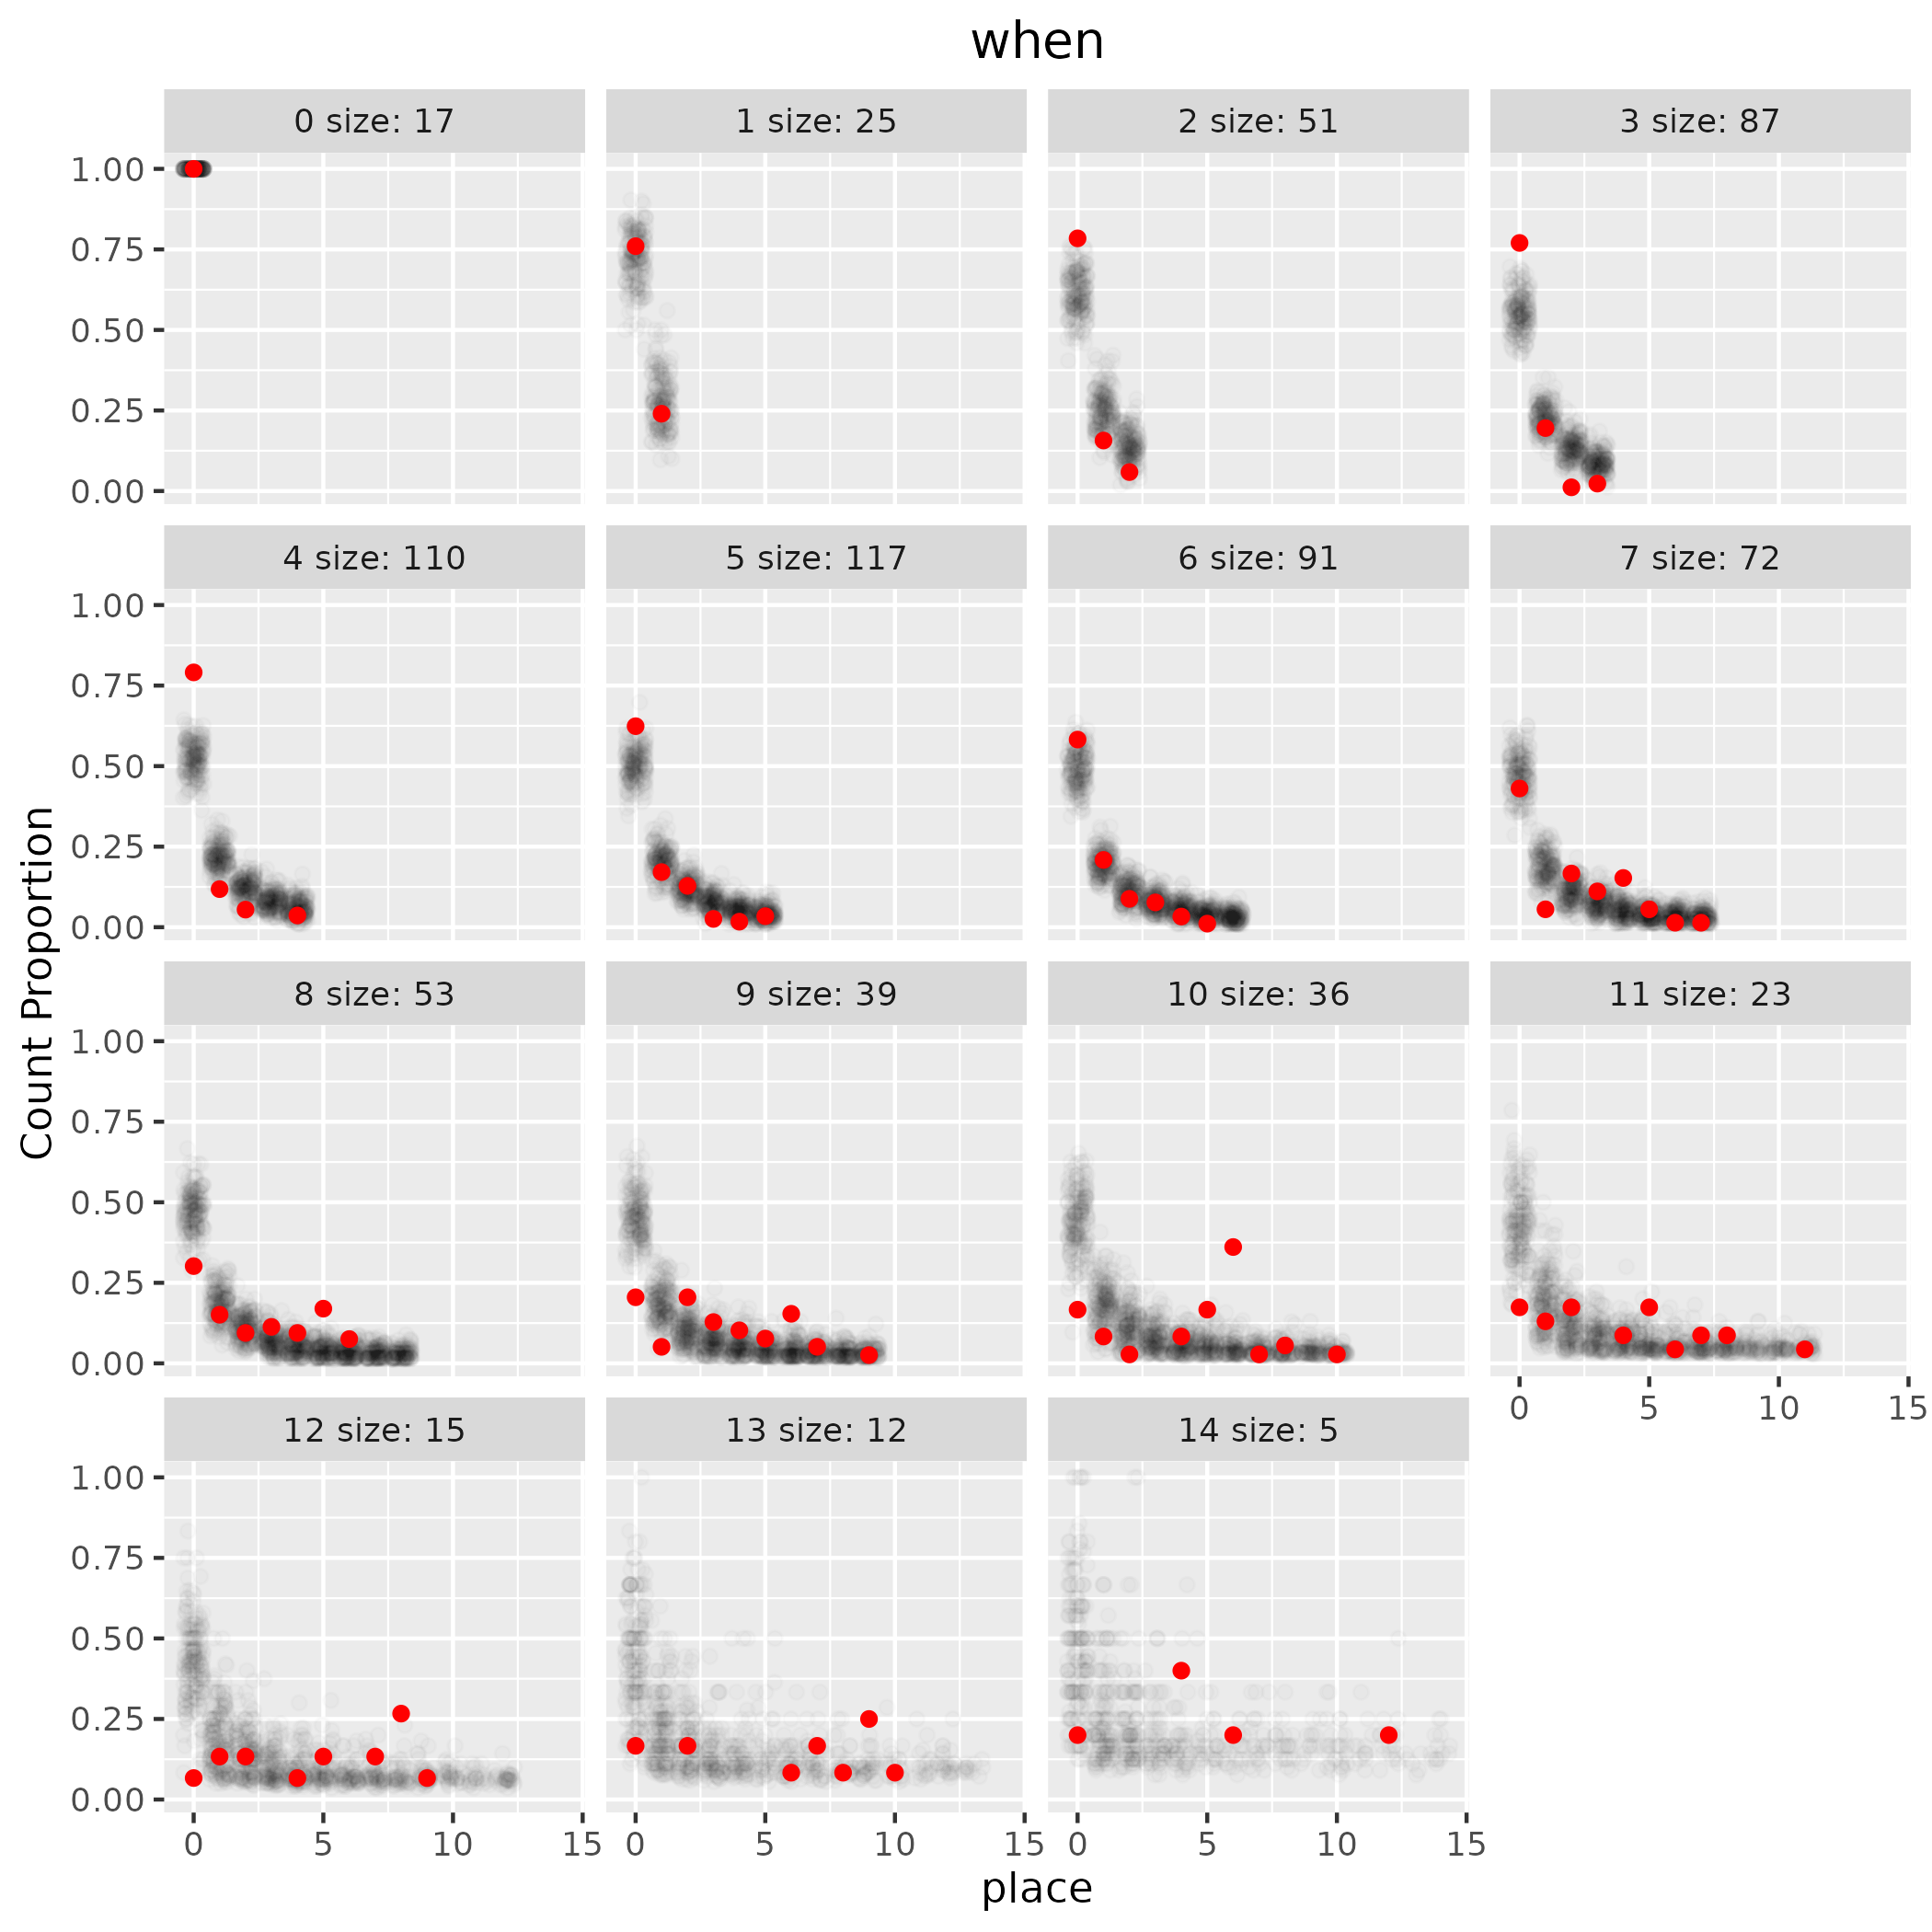 when
0 size: 17
1 size: 25
2 size: 51
3 size: 87
1.00
0.75
0.50
0.25
0.00
4 size: 110
5 size: 117
6 size: 91
7 size: 72
1.00
0.75
0.50
0.25
0.00
Count Proportion
8 size: 53
9 size: 39
10 size: 36
11 size: 23
1.00
0.75
0.50
0.25
0.00
0 5 10 15
12 size: 15
13 size: 12
14 size: 5
1.00
0.75
0.50
0.25
0.00
0 5 10 15
0 5 10 15
0 5 10 15
place